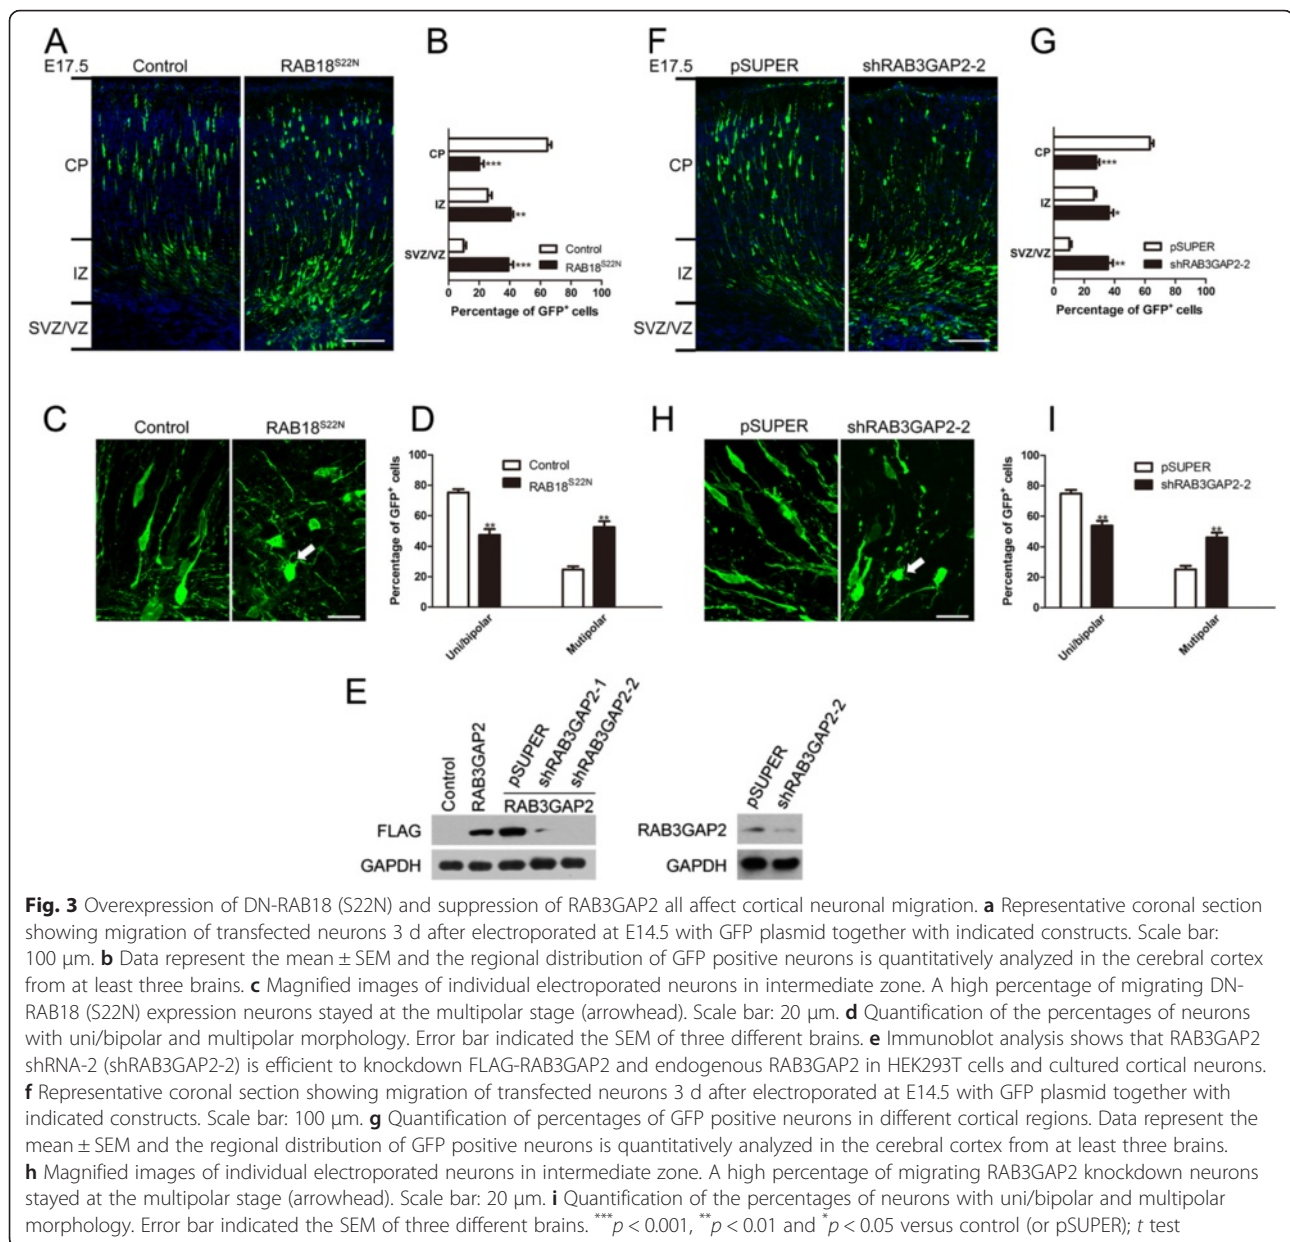 A
E17.5
Control
RAB18S22N
CP
IZ
SVZ/VZ
B
CP
***
IZ
**
SVZ/VZ
***
Control
RAB18S22N
0 20 40 60 80 100
Percentage of GFP+ cells
F
E17.5
pSUPER
shRAB3GAP2-2
CP
IZ
SVZ/VZ
G
CP
***
IZ
*
SVZ/VZ
**
pSUPER
shRAB3GAP2-2
0 20 40 60 80 100
Percentage of GFP+ cells
C
Control
RAB18S22N
D
Percentage of GFP+ cells
100
80
60
40
20
0
Control
RAB18S22N
**
**
Uni/bipolar
Mutipolar
H
pSUPER
shRAB3GAP2-2
I
Percentage of GFP+ cells
100
80
60
40
20
0
pSUPER
shRAB3GAP2-2
**
**
Uni/bipolar
Mutipolar
E
Control
RAB3GAP2
pSUPER
shRAB3GAP2-1
shRAB3GAP2-2
RAB3GAP2
FLAG
GAPDH
pSUPER
shRAB3GAP2-2
RAB3GAP2
GAPDH
Fig. 3 Overexpression of DN-RAB18 (S22N) and suppression of RAB3GAP2 all affect cortical neuronal migration. a Representative coronal section
showing migration of transfected neurons 3 d after electroporated at E14.5 with GFP plasmid together with indicated constructs. Scale bar:
100 μm. b Data represent the mean ± SEM and the regional distribution of GFP positive neurons is quantitatively analyzed in the cerebral cortex
from at least three brains. c Magnified images of individual electroporated neurons in intermediate zone. A high percentage of migrating DN-
RAB18 (S22N) expression neurons stayed at the multipolar stage (arrowhead). Scale bar: 20 μm. d Quantification of the percentages of neurons
with uni/bipolar and multipolar morphology. Error bar indicated the SEM of three different brains. e Immunoblot analysis shows that RAB3GAP2
shRNA-2 (shRAB3GAP2-2) is efficient to knockdown FLAG-RAB3GAP2 and endogenous RAB3GAP2 in HEK293T cells and cultured cortical neurons.
f Representative coronal section showing migration of transfected neurons 3 d after electroporated at E14.5 with GFP plasmid together with
indicated constructs. Scale bar: 100 μm. g Quantification of percentages of GFP positive neurons in different cortical regions. Data represent the
mean ± SEM and the regional distribution of GFP positive neurons is quantitatively analyzed in the cerebral cortex from at least three brains.
h Magnified images of individual electroporated neurons in intermediate zone. A high percentage of migrating RAB3GAP2 knockdown neurons
stayed at the multipolar stage (arrowhead). Scale bar: 20 μm. i Quantification of the percentages of neurons with uni/bipolar and multipolar
morphology. Error bar indicated the SEM of three different brains. ***p < 0.001, **p < 0.01 and *p < 0.05 versus control (or pSUPER); t test